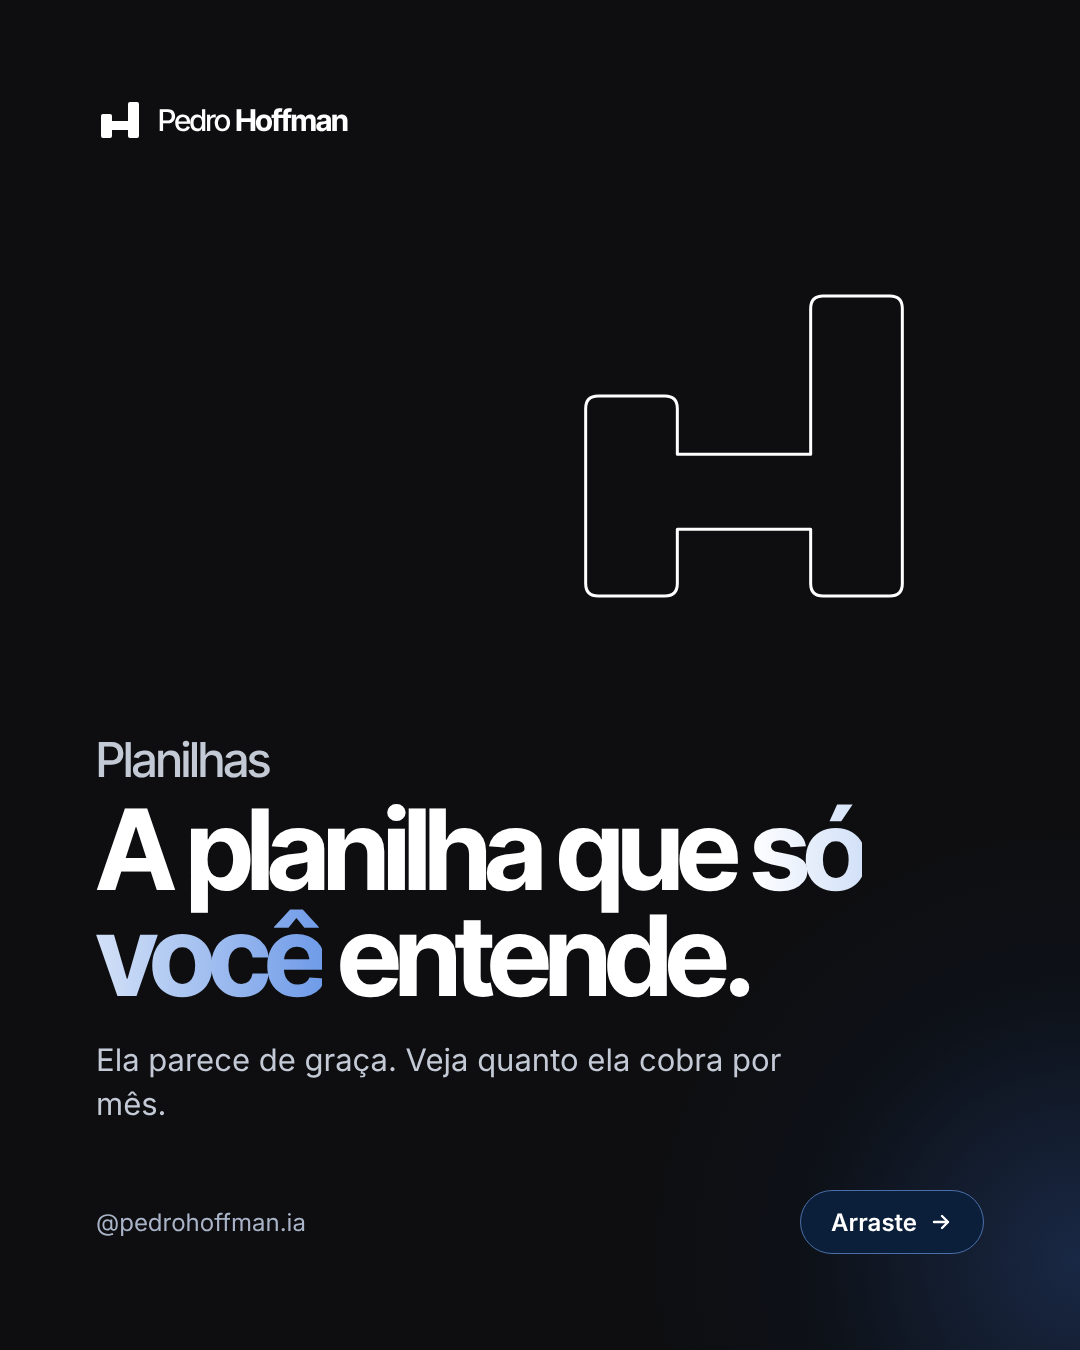 Pedro Hoffman
Planilhas
A planilha que só
você entende.
Ela parece de graça. Veja quanto ela cobra por
mês.
@pedrohoffman.ia
Arraste →